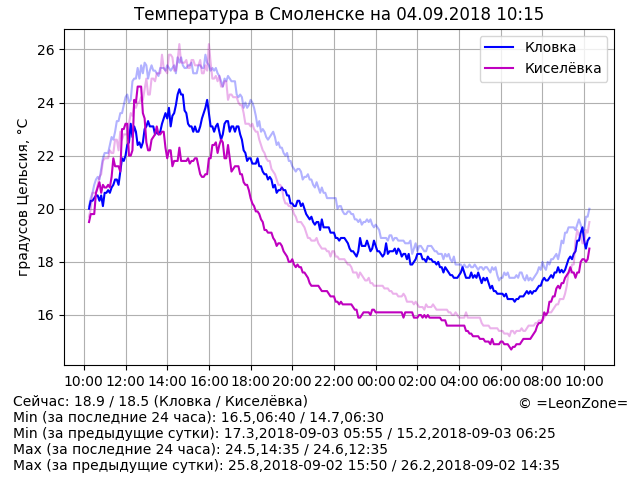 Температура в Смоленске на 04.09.2018 10:15
Кловка
Киселёвка
градусов Цельсия, °C
26
24
22
20
18
16
10:00 12:00 14:00 16:00 18:00 20:00 22:00 00:00 02:00 04:00 06:00 08:00 10:00
Сейчас: 18.9 / 18.5 (Кловка / Киселёвка)
© =LeonZone=
Min (за последние 24 часа): 16.5,06:40 / 14.7,06:30
Min (за предыдущие сутки): 17.3,2018-09-03 05:55 / 15.2,2018-09-03 06:25
Max (за последние 24 часа): 24.5,14:35 / 24.6,12:35
Max (за предыдущие сутки): 25.8,2018-09-02 15:50 / 26.2,2018-09-02 14:35